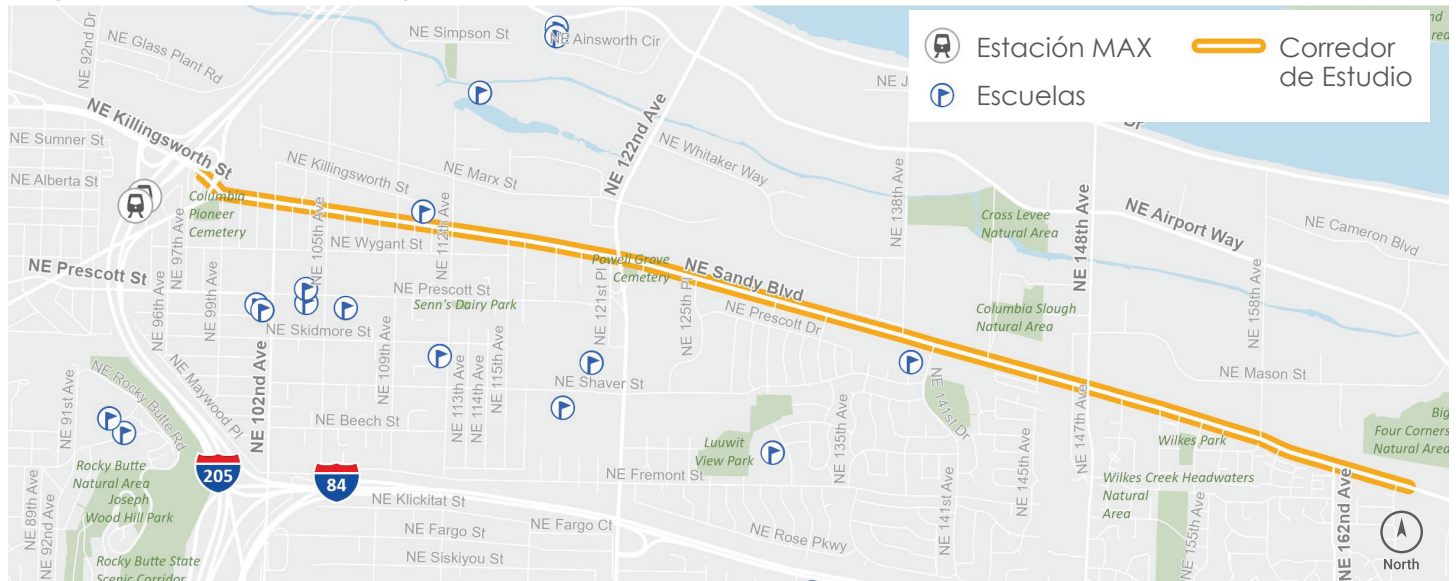 Estación MAX
Escuelas
Corredor
de Estudio
NE 92nd Dr
NE Glass Plant Rd
NE Simpson St
NE Ainsworth Cir
NE Killingsworth St
NE Sumner St
NE Alberta St
NE Killingsworth St
NE Marx St
NE 122nd Ave
NE Whitaker Way
NE 138th Ave
NE 148th Ave
NE Airport Way
NE Cameron Blvd
Cross Levee
Natural Area
Columbia
Pioneer
Cemetery
NE 97th Ave
NE 105th Ave
NE 112th Ave
NE Wygant St
NE Prescott St
NE 96th Ave
NE 99th Ave
NE Prescott St
Senn's Dairy Park
NE 121st Pl
Powell Grove
Cemetery
NE 125th Pl
NE Sandy Blvd
NE Prescott Dr
Columbia Slough
Natural Area
NE 158th Ave
NE Skidmore St
NE 102nd Ave
NE 109th Ave
NE 113th Ave
NE 114th Ave
NE 115th Ave
NE Shaver St
NE Mason St
NE 91st Ave
NE Rocky Butte Rd
NE Maywood Pl
NE Beech St
NE 135th Ave
NE 141st Dr
NE 147th Ave
Wilkes Park
Big
Four Corners
Natural Area
Luuwit
View Park
NE 145th Ave
Rocky Butte
Natural Area
Joseph
Wood Hill Park
205
84
NE Fremont St
NE Klickitat St
Wilkes Creek Headwaters
Natural
Area
NE 89th Ave
NE 92nd Ave
NE Fargo St
NE Fargo Ct
NE Rose Pkwy
NE 141st Ave
NE 155th Ave
NE 162nd Ave
NE Siskiyou St
Rocky Butte State
Scenic Corridor
North